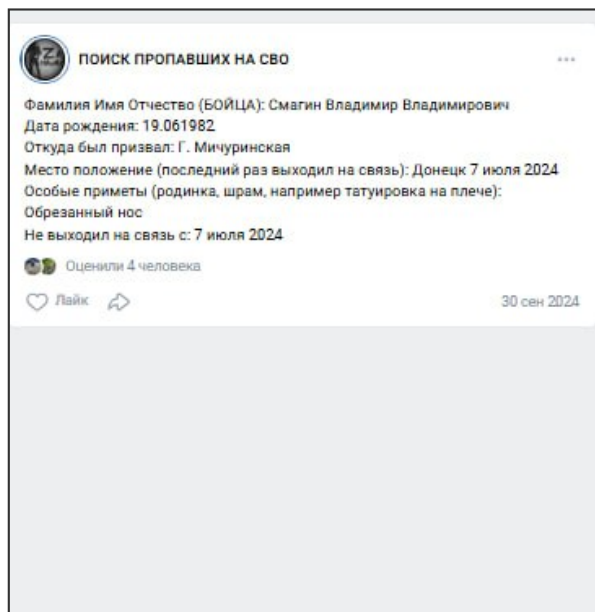 ПОИСК ПРОПАВШИХ НА СВО
Фамилия Имя Отчество (БОЙЦА): Смагин Владимир Владимирович
Дата рождения: 19.061982
Откуда был призвал: Г. Мичуринская
Место положение (последний раз выходил на связь): Донецк 7 июля 2024
Особые приметы (родинка, шрам, например татуировка на плече):
Обрезанный нос
Не выходил на связь с: 7 июля 2024
Оценили 4 человека
Лайк
30 сен 2024